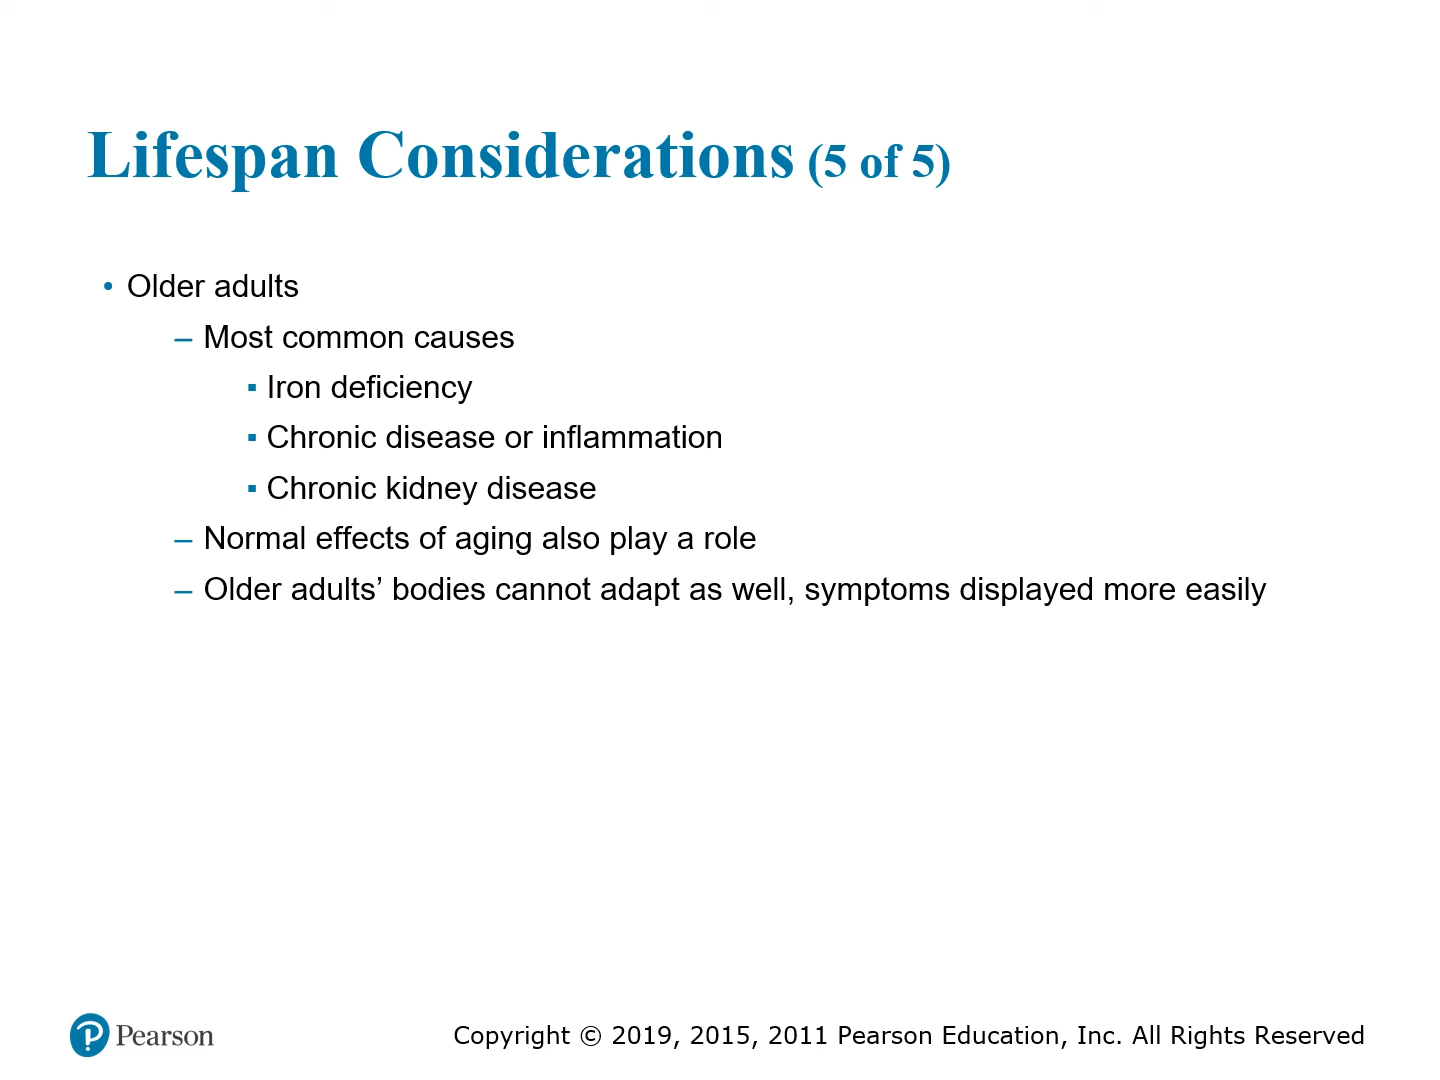 Lifespan Considerations (5 of 5)
• Older adults
– Most common causes
▪ Iron deficiency
▪ Chronic disease or inflammation
▪ Chronic kidney disease
– Normal effects of aging also play a role
– Older adults’ bodies cannot adapt as well, symptoms displayed more easily
Pearson
Copyright © 2019, 2015, 2011 Pearson Education, Inc. All Rights Reserved